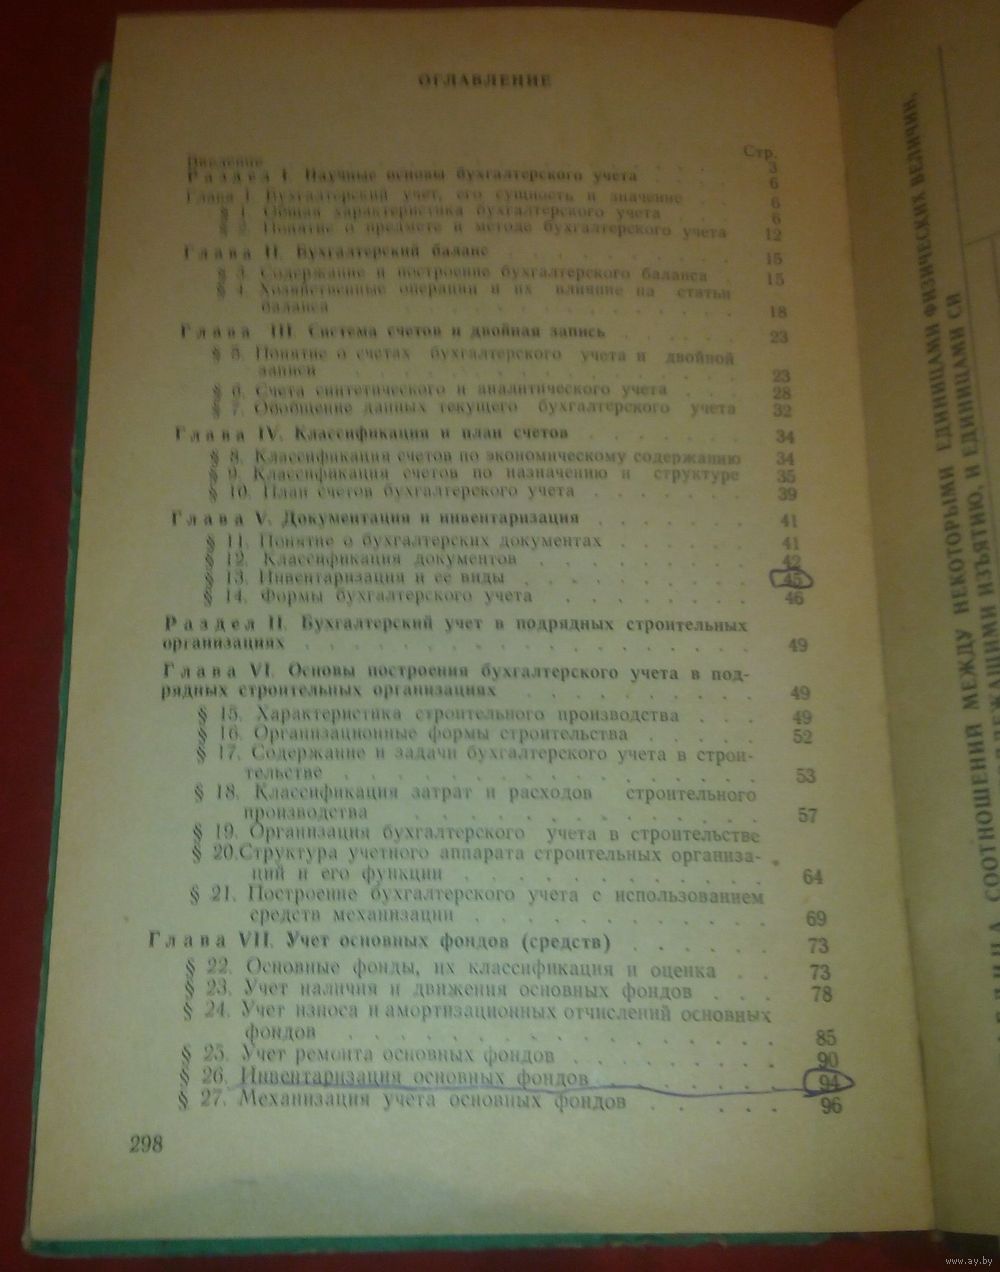 ОГЛАВЛЕНИЕ
Стр.
Введение . . . . 3
Раздел I. Научные основы бухгалтерского учета . . . . 6
Глава I. Бухгалтерский учет, его сущность и значение . . 6
§ 1. Общая характеристика бухгалтерского учета . . . 6
§ 2. Понятие о предмете и методе бухгалтерского учета 12
Глава II. Бухгалтерский баланс . . . . 15
§ 3. Содержание и построение бухгалтерского баланса 15
§ 4. Хозяйственные операции и их влияние на статьи
баланса . . . . 18
Глава III. Система счетов и двойная запись . . . . 23
§ 5. Понятие о счетах бухгалтерского учета и двойной
записи . . . . 23
§ 6. Счета синтетического и аналитического учета . . . 28
§ 7. Обобщение данных текущего бухгалтерского учета 32
Глава IV. Классификация и план счетов . . . . 34
§ 8. Классификация счетов по экономическому содержанию 34
§ 9. Классификация счетов по назначению и структуре 35
§ 10. План счетов бухгалтерского учета . . . . 39
Глава V. Документация и инвентаризация . . . . 41
§ 11. Понятие о бухгалтерских документах . . . . 41
§ 12. Классификация документов . . . . 42
§ 13. Инвентаризация и ее виды . . . . 45
§ 14. Формы бухгалтерского учета . . . . 46
Раздел II. Бухгалтерский учет в подрядных строительных
организациях . . . . 49
Глава VI. Основы построения бухгалтерского учета в под-
рядных строительных организациях . . . . 49
§ 15. Характеристика строительного производства . . . 49
§ 16. Организационные формы строительства . . . . 52
§ 17. Содержание и задачи бухгалтерского учета в строи-
тельстве . . . . 53
§ 18. Классификация затрат и расходов строительного
производства . . . . 57
§ 19. Организация бухгалтерского учета в строительстве
§ 20.Структура учетного аппарата строительных организа-
ций и его функции . . . . 64
§ 21. Построение бухгалтерского учета с использованием
средств механизации . . . . 69
Глава VII. Учет основных фондов (средств) . . . . 73
§ 22. Основные фонды, их классификация и оценка . . 73
§ 23. Учет наличия и движения основных фондов . . . 78
§ 24. Учет износа и амортизационных отчислений основных
фондов . . . . 85
§ 25. Учет ремонта основных фондов . . . . 90
§ 26. Инвентаризация основных фондов . . . . 94
§ 27. Механизация учета основных фондов . . . . 96
298
СООТНОШЕНИЙ МЕЖДУ НЕКОТОРЫМИ ЕДИНИЦАМИ ФИЗИЧЕСКИХ ВЕЛИЧИН,
ИЗЪЯТИЮ, И ЕДИНИЦАМИ СИ
www.ay.by